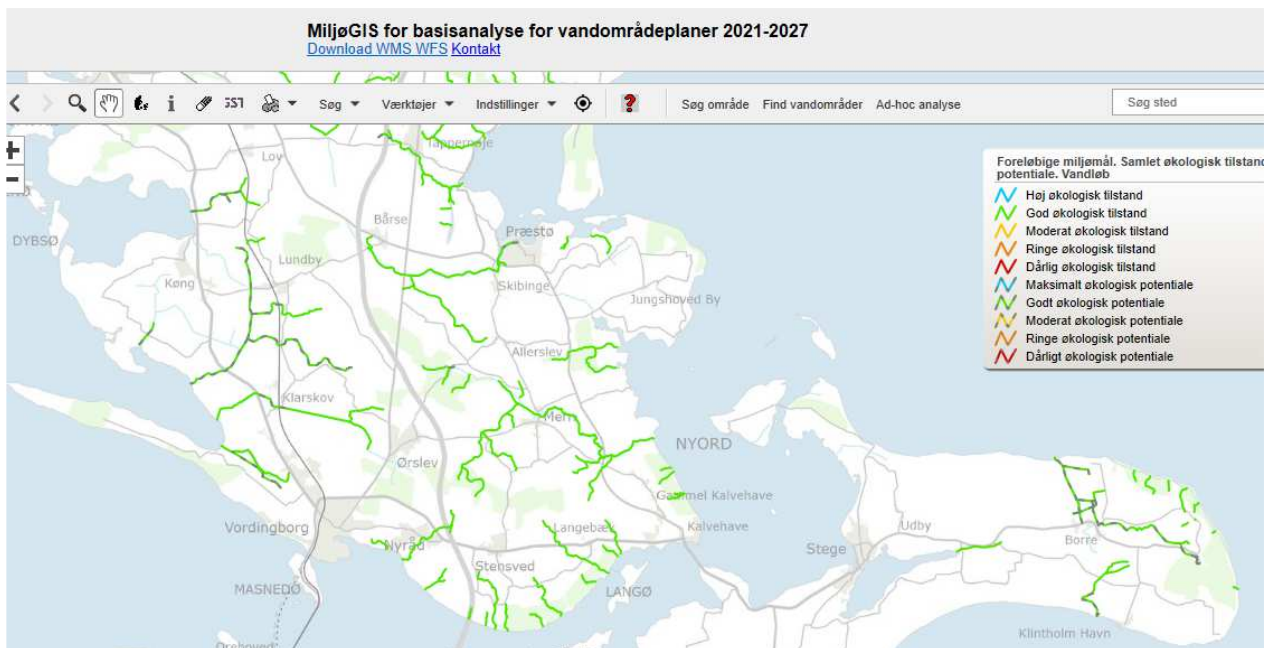 MiljøGIS for basisanalyse for vandområdeplaner 2021-2027
Download WMS WFS Kontakt
Søg Værktøjer Indstillinger ? Søg område Find vandområder Ad-hoc analyse Søg sted
+
−
Foreløbige miljømål. Samlet økologisk tilstand
potentiale. Vandløb
Høj økologisk tilstand
God økologisk tilstand
Moderat økologisk tilstand
Ringe økologisk tilstand
Dårlig økologisk tilstand
Maksimalt økologisk potentiale
Godt økologisk potentiale
Moderat økologisk potentiale
Ringe økologisk potentiale
Dårligt økologisk potentiale
Tappernøje
Lov
Bårse
Præstø
DYBSØ
Lundby
Køng
Skibinge
Jungshoved By
Allerslev
Klarskov
Mern
NYORD
Ørslev
Gammel Kalvehave
Vordingborg
Langebæk
Kalvehave
Udby
Nyråd
Stege
Borre
Stensved
MASNEDØ
LANGØ
Klintholm Havn